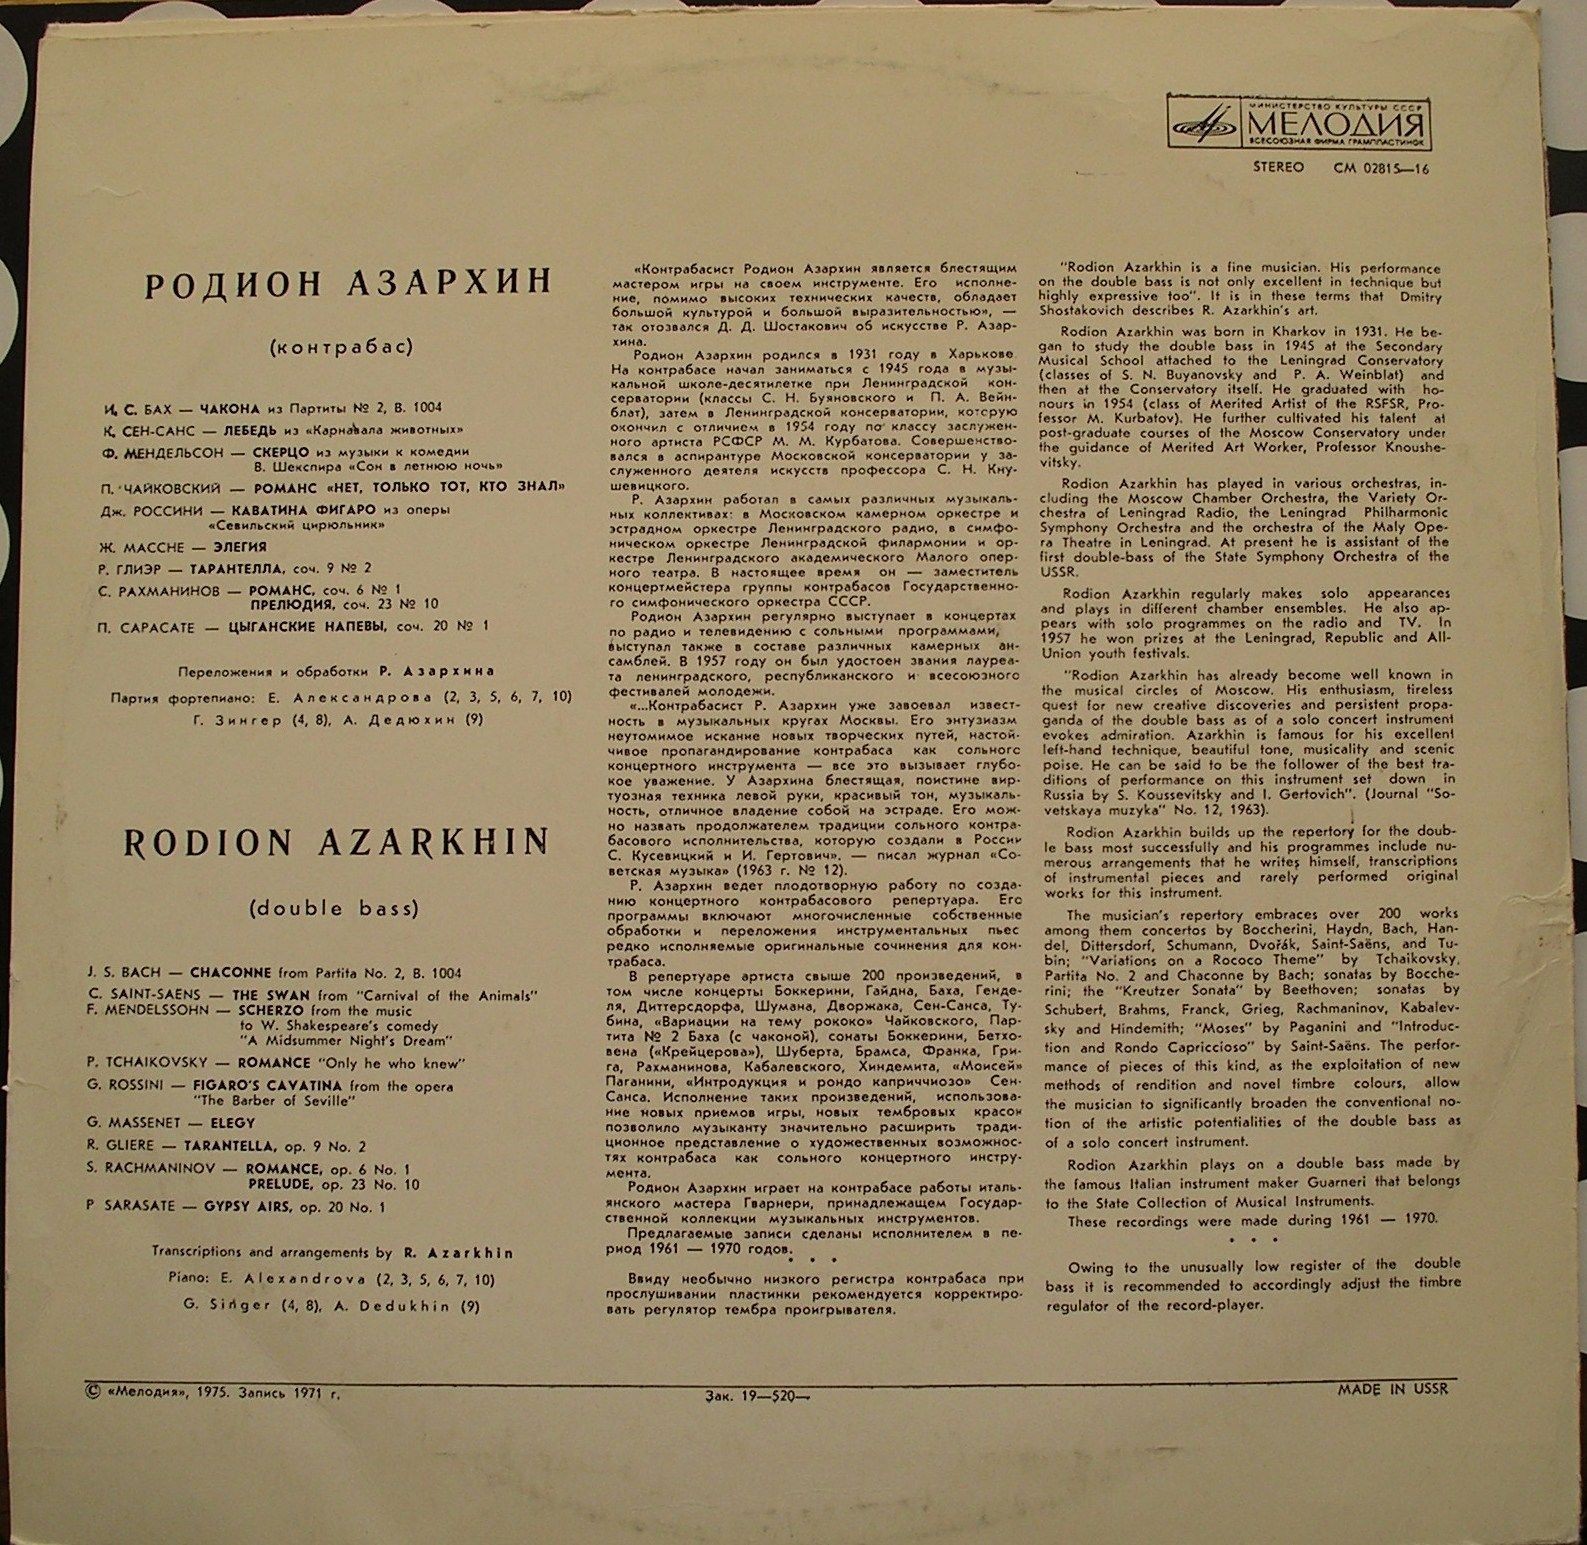 МИНИСТЕРСТВО КУЛЬТУРЫ СССР
МЕЛОДИЯ
ВСЕСОЮЗНАЯ ФИРМА ГРАМПЛАСТИНОК
STEREO СМ 02815—16
РОДИОН АЗАРХИН
(контрабас)
И. С. БАХ — ЧАКОНА из Партиты № 2, В. 1004
К. СЕН-САНС — ЛЕБЕДЬ из «Карнавала животных»
Ф. МЕНДЕЛЬСОН — СКЕРЦО из музыки к комедии
В. Шекспира «Сон в летнюю ночь»
П. ЧАЙКОВСКИЙ — РОМАНС «НЕТ, ТОЛЬКО ТОТ, КТО ЗНАЛ»
Дж. РОССИНИ — КАВАТИНА ФИГАРО из оперы
«Севильский цирюльник»
Ж. МАССНЕ — ЭЛЕГИЯ
Р. ГЛИЭР — ТАРАНТЕЛЛА, соч. 9 № 2
С. РАХМАНИНОВ — РОМАНС, соч. 6 № 1
ПРЕЛЮДИЯ, соч. 23 № 10
П. САРАСАТЕ — ЦЫГАНСКИЕ НАПЕВЫ, соч. 20 № 1
Переложения и обработки Р. Азархина
Партия фортепиано: Е. Александрова (2, 3, 5, 6, 7, 10)
Г. Зингер (4, 8), А. Дедюхин (9)
RODION AZARKHIN
(double bass)
J. S. BACH — CHACONNE from Partita No. 2, B. 1004
C. SAINT-SAENS — THE SWAN from "Carnival of the Animals"
F. MENDELSSOHN — SCHERZO from the music
to W. Shakespeare's comedy
"A Midsummer Night's Dream"
P. TCHAIKOVSKY — ROMANCE "Only he who knew"
G. ROSSINI — FIGARO'S CAVATINA from the opera
"The Barber of Seville"
G. MASSENET — ELEGY
R. GLIERE — TARANTELLA, op. 9 No. 2
S. RACHMANINOV — ROMANCE, op. 6 No. 1
PRELUDE, op. 23 No. 10
P SARASATE — GYPSY AIRS, op. 20 No. 1
Transcriptions and arrangements by R. Azarkhin
Piano: E. Alexandrova (2, 3, 5, 6, 7, 10)
G. Singer (4, 8), A. Dedukhin (9)
«Контрабасист Родион Азархин является блестящим
мастером игры на своем инструменте. Его исполне-
ние, помимо высоких технических качеств, обладает
большой культурой и большой выразительностью», —
так отозвался Д. Д. Шостакович об искусстве Р. Азар-
хина.
Родион Азархин родился в 1931 году в Харькове.
На контрабасе начал заниматься с 1945 года в музы-
кальной школе-десятилетке при Ленинградской кон-
серватории (классы С. Н. Буяновского и П. А. Вейн-
блат), затем в Ленинградской консерватории, которую
окончил с отличием в 1954 году по классу заслужен-
ного артиста РСФСР М. М. Курбатова. Совершенство-
вался в аспирантуре Московской консерватории у за-
служенного деятеля искусств профессора С. Н. Кну-
шевицкого.
Р. Азархин работал в самых различных музыкаль-
ных коллективах: в Московском камерном оркестре и
эстрадном оркестре Ленинградского радио, в симфо-
ническом оркестре Ленинградской филармонии и ор-
кестре Ленинградского академического Малого опер-
ного театра. В настоящее время он — заместитель
концертмейстера группы контрабасов Государственно-
го симфонического оркестра СССР.
Родион Азархин регулярно выступает в концертах
по радио и телевидению с сольными программами,
выступал также в составе различных камерных ан-
самблей. В 1957 году он был удостоен звания лауреа-
та ленинградского, республиканского и всесоюзного
фестивалей молодежи.
«...Контрабасист Р. Азархин уже завоевал извест-
ность в музыкальных кругах Москвы. Его энтузиазм
неутомимое искание новых творческих путей, настой-
чивое пропагандирование контрабаса как сольного
концертного инструмента — все это вызывает глубо-
кое уважение. У Азархина блестящая, поистине вир-
туозная техника левой руки, красивый тон, музыкаль-
ность, отличное владение собой на эстраде. Его мож-
но назвать продолжателем традиции сольного контра-
басового исполнительства, которую создали в России
С. Кусевицкий и И. Гертович», — писал журнал «Со-
ветская музыка» (1963 г. № 12).
Р. Азархин ведет плодотворную работу по созда-
нию концертного контрабасового репертуара. Его
программы включают многочисленные собственные
обработки и переложения инструментальных пьес
редко исполняемые оригинальные сочинения для кон-
трабаса.
В репертуаре артиста свыше 200 произведений, в
том числе концерты Боккерини, Гайдна, Баха, Генде-
ля, Диттерсдорфа, Шумана, Дворжака, Сен-Санса, Ту-
бина, «Вариации на тему рококо» Чайковского, Пар-
тита № 2 Баха (с чаконой), сонаты Боккерини, Бетхо-
вена («Крейцерова»), Шуберта, Брамса, Франка, Гри-
га, Рахманинова, Кабалевского, Хиндемита, «Моисей»
Паганини, «Интродукция и рондо каприччиозо» Сен-
Санса. Исполнение таких произведений, использова-
ние новых приемов игры, новых тембровых красок
позволило музыканту значительно расширить тради-
ционное представление о художественных возможнос-
тях контрабаса как сольного концертного инстру-
мента.
Родион Азархин играет на контрабасе работы италь-
янского мастера Гварнери, принадлежащем Государ-
ственной коллекции музыкальных инструментов.
Предлагаемые записи сделаны исполнителем в пе-
риод 1961 — 1970 годов.
• • •
Ввиду необычно низкого регистра контрабаса при
прослушивании пластинки рекомендуется корректиро-
вать регулятор тембра проигрывателя.
"Rodion Azarkhin is a fine musician. His performance
on the double bass is not only excellent in technique but
highly expressive too". It is in these terms that Dmitry
Shostakovich describes R. Azarkhin's art.
Rodion Azarkhin was born in Kharkov in 1931. He be-
gan to study the double bass in 1945 at the Secondary
Musical School attached to the Leningrad Conservatory
(classes of S. N. Buyanovsky and P. A. Weinblat) and
then at the Conservatory itself. He graduated with ho-
nours in 1954 (class of Merited Artist of the RSFSR, Pro-
fessor M. Kurbatov). He further cultivated his talent at
post-graduate courses of the Moscow Conservatory under
the guidance of Merited Art Worker, Professor Knoushe-
vitsky.
Rodion Azarkhin has played in various orchestras, in-
cluding the Moscow Chamber Orchestra, the Variety Or-
chestra of Leningrad Radio, the Leningrad Philharmonic
Symphony Orchestra and the orchestra of the Maly Ope-
ra Theatre in Leningrad. At present he is assistant of the
first double-bass of the State Symphony Orchestra of the
USSR.
Rodion Azarkhin regularly makes solo appearances
and plays in different chamber ensembles. He also ap-
pears with solo programmes on the radio and TV. In
1957 he won prizes at the Leningrad, Republic and All-
Union youth festivals.
"Rodion Azarkhin has already become well known in
the musical circles of Moscow. His enthusiasm, tireless
quest for new creative discoveries and persistent propa-
ganda of the double bass as of a solo concert instrument
evokes admiration. Azarkhin is famous for his excellent
left-hand technique, beautiful tone, musicality and scenic
poise. He can be said to be the follower of the best tra-
ditions of performance on this instrument set down in
Russia by S. Koussevitsky and I. Gertovich". (Journal "So-
vetskaya muzyka" No. 12, 1963).
Rodion Azarkhin builds up the repertory for the doub-
le bass most successfully and his programmes include nu-
merous arrangements that he writes himself, transcriptions
of instrumental pieces and rarely performed original
works for this instrument.
The musician's repertory embraces over 200 works
among them concertos by Boccherini, Haydn, Bach, Han-
del, Dittersdorf, Schumann, Dvořák, Saint-Saëns, and Tu-
bin; "Variations on a Rococo Theme" by Tchaikovsky,
Partita No. 2 and Chaconne by Bach; sonatas by Bocche-
rini; the "Kreutzer Sonata" by Beethoven; sonatas by
Schubert, Brahms, Franck, Grieg, Rachmaninov, Kabalev-
sky and Hindemith; "Moses" by Paganini and "Introduc-
tion and Rondo Capriccioso" by Saint-Saëns. The perfor-
mance of pieces of this kind, as the exploitation of new
methods of rendition and novel timbre colours, allow
the musician to significantly broaden the conventional no-
tion of the artistic potentialities of the double bass as
of a solo concert instrument.
Rodion Azarkhin plays on a double bass made by
the famous Italian instrument maker Guarneri that belongs
to the State Collection of Musical Instruments.
These recordings were made during 1961 — 1970.
• • •
Owing to the unusually low register of the double
bass it is recommended to accordingly adjust the timbre
regulator of the record-player.
© «Мелодия», 1975. Запись 1971 г.
Зак. 19—520—
MADE IN USSR